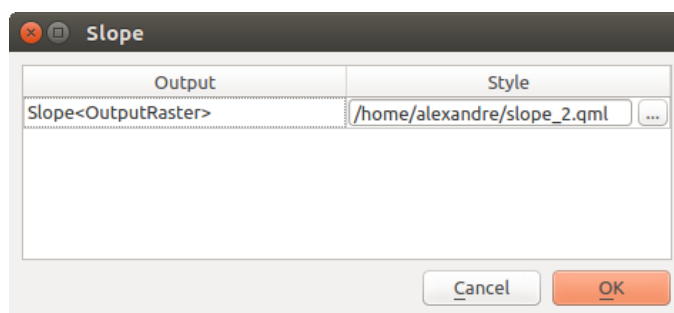 Slope
Output Style
Slope<OutputRaster> /home/alexandre/slope_2.qml ...
Cancel OK